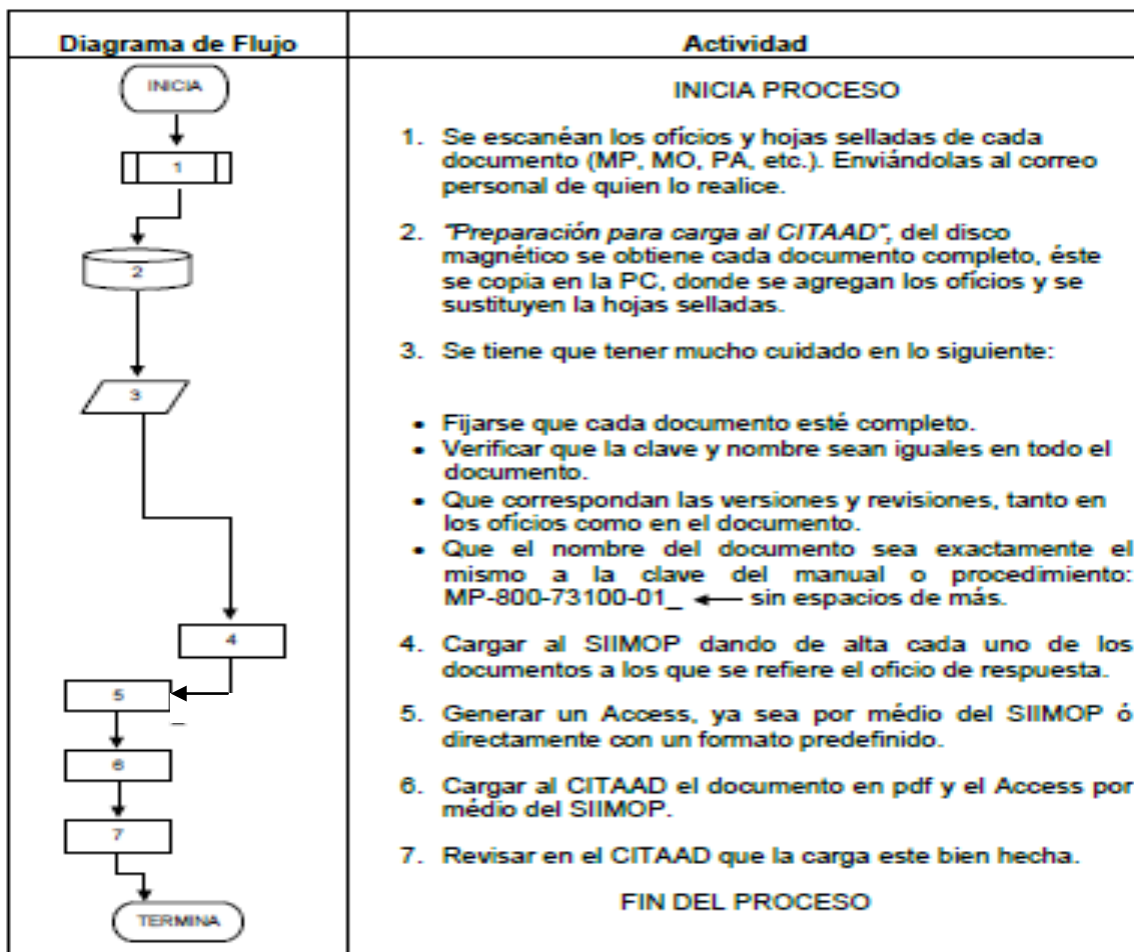 Diagrama de Flujo
Actividad
INICIA
1
2
3
4
5
6
7
TERMINA
INICIA PROCESO
1. Se escanéan los ofícios y hojas selladas de cada
documento (MP, MO, PA, etc.). Enviándolas al correo
personal de quien lo realice.
2. "Preparación para carga al CITAAD", del disco
magnético se obtiene cada documento completo, éste
se copia en la PC, donde se agregan los ofícios y se
sustituyen la hojas selladas.
3. Se tiene que tener mucho cuidado en lo siguiente:
• Fijarse que cada documento esté completo.
• Verificar que la clave y nombre sean iguales en todo el
documento.
• Que correspondan las versiones y revisiones, tanto en
los ofícios como en el documento.
• Que el nombre del documento sea exactamente el
mismo a la clave del manual o procedimiento:
MP-800-73100-01_ ← sin espacios de más.
4. Cargar al SIIMOP dando de alta cada uno de los
documentos a los que se refiere el oficio de respuesta.
5. Generar un Access, ya sea por médio del SIIMOP ó
directamente con un formato predefinido.
6. Cargar al CITAAD el documento en pdf y el Access por
médio del SIIMOP.
7. Revisar en el CITAAD que la carga este bien hecha.
FIN DEL PROCESO